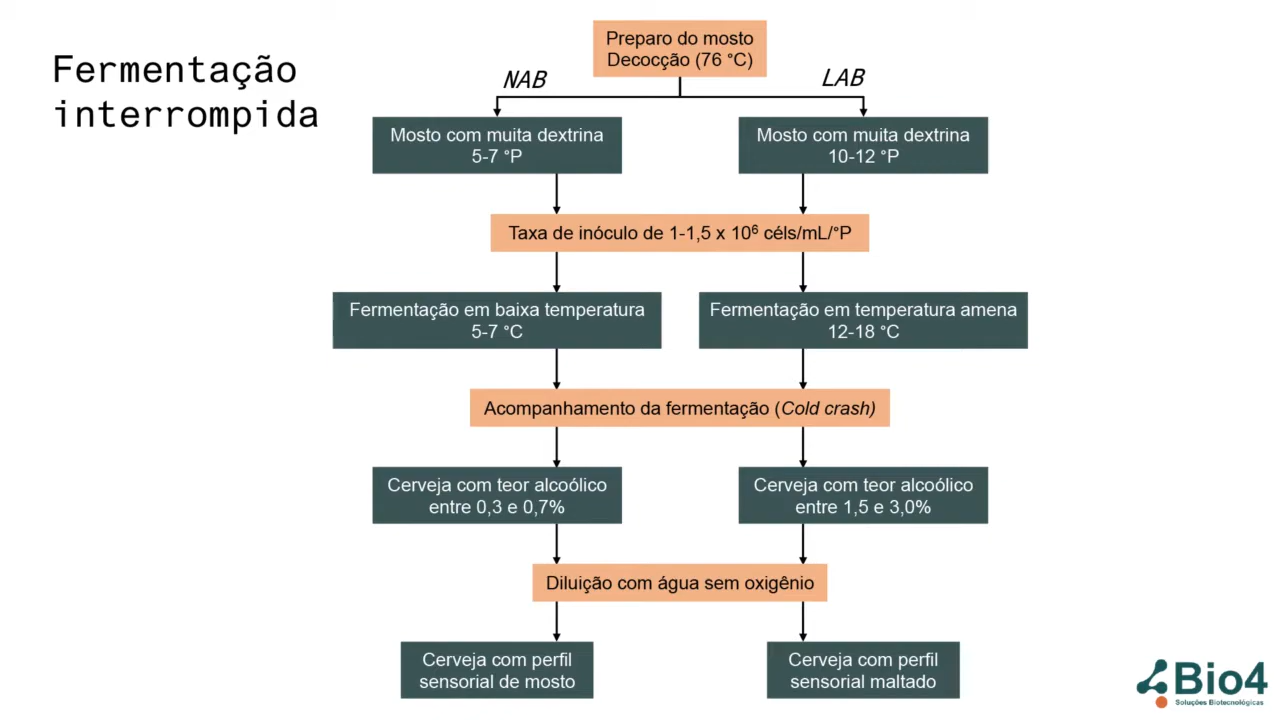 Fermentação
interrompida
Preparo do mosto
Decocção (76 °C)
NAB
LAB
Mosto com muita dextrina
5-7 °P
Mosto com muita dextrina
10-12 °P
Taxa de inóculo de 1-1,5 x 10⁶ céls/mL/°P
Fermentação em baixa temperatura
5-7 °C
Fermentação em temperatura amena
12-18 °C
Acompanhamento da fermentação (Cold crash)
Cerveja com teor alcoólico
entre 0,3 e 0,7%
Cerveja com teor alcoólico
entre 1,5 e 3,0%
Diluição com água sem oxigênio
Cerveja com perfil
sensorial de mosto
Cerveja com perfil
sensorial maltado
Bio4
Soluções Biotecnológicas